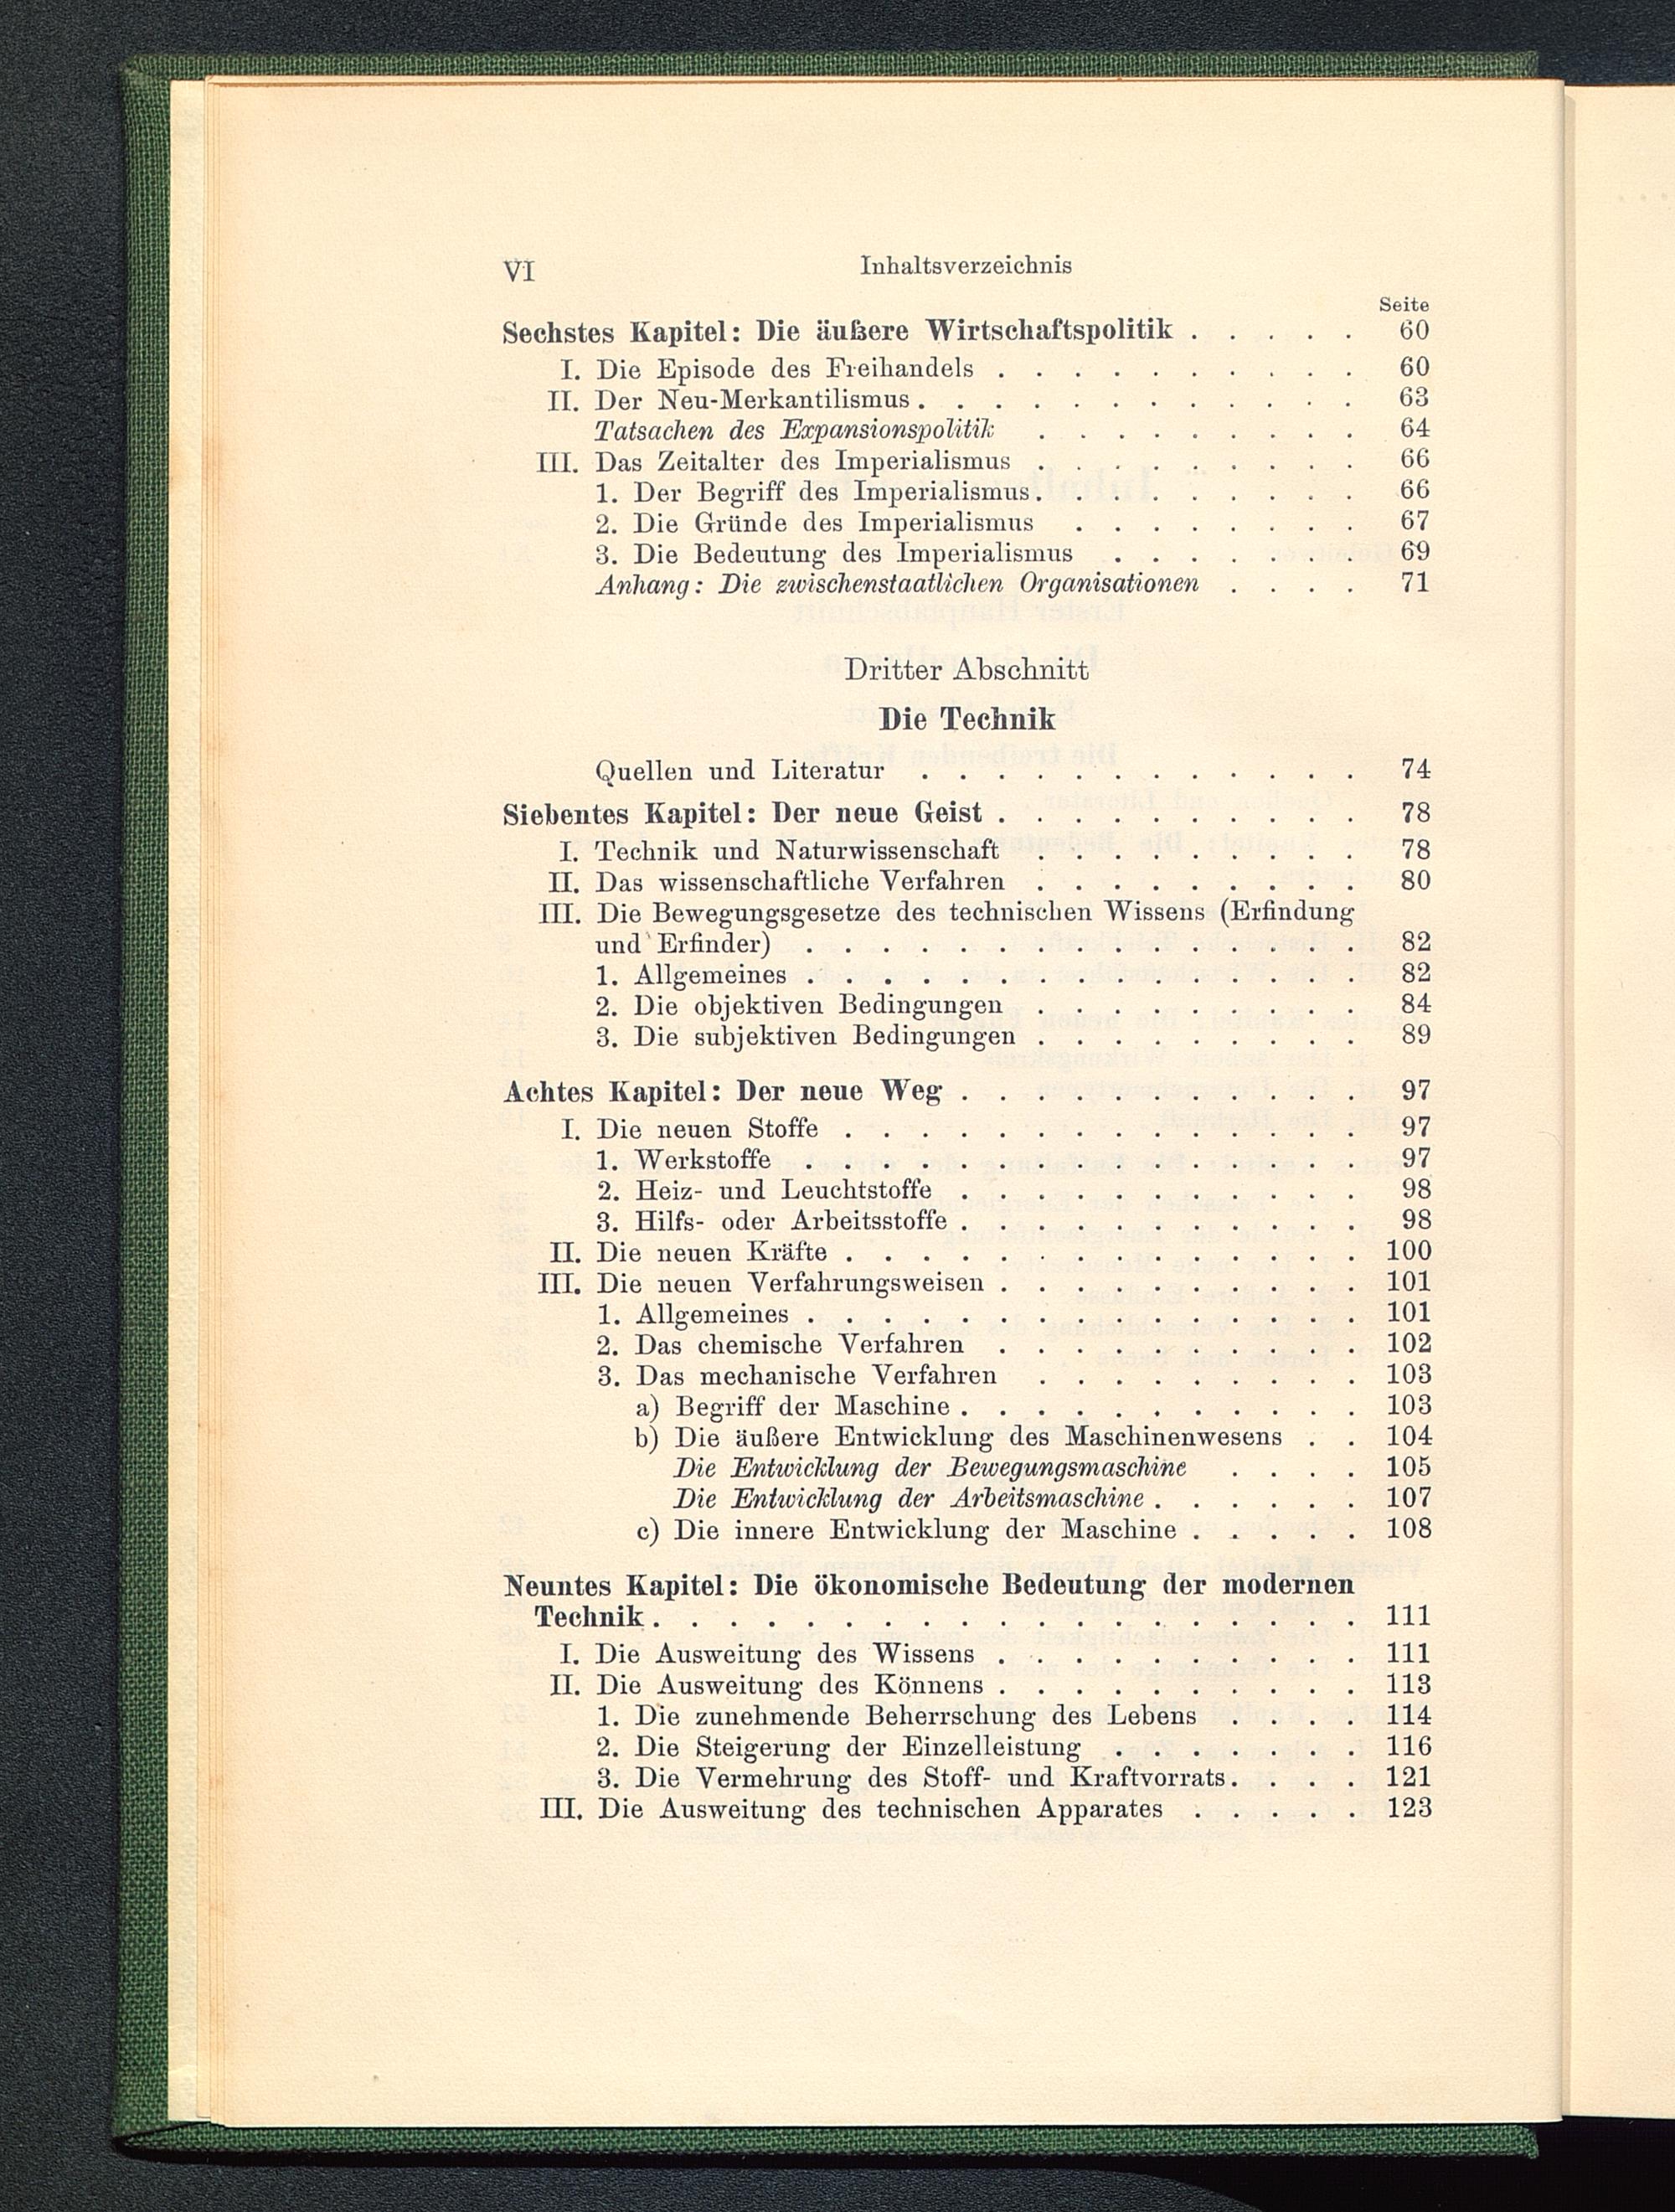 VI Inhaltsverzeichnis
Seite
Sechstes Kapitel: Die äußere Wirtschaftspolitik . . . . . 60
I. Die Episode des Freihandels . . . . . . . . . . 60
II. Der Neu-Merkantilismus . . . . . . . . . . . . 63
Tatsachen des Expansionspolitik . . . . . . . . . 64
III. Das Zeitalter des Imperialismus . . . . . . . . . 66
1. Der Begriff des Imperialismus . . . . . . . . . 66
2. Die Gründe des Imperialismus . . . . . . . . 67
3. Die Bedeutung des Imperialismus . . . . . . . 69
Anhang: Die zwischenstaatlichen Organisationen . . . . 71
Dritter Abschnitt
Die Technik
Quellen und Literatur . . . . . . . . . . . . 74
Siebentes Kapitel: Der neue Geist . . . . . . . . . . 78
I. Technik und Naturwissenschaft . . . . . . . . . 78
II. Das wissenschaftliche Verfahren . . . . . . . . . 80
III. Die Bewegungsgesetze des technischen Wissens (Erfindung
und Erfinder) . . . . . . . . . . . . . . . 82
1. Allgemeines . . . . . . . . . . . . . . . 82
2. Die objektiven Bedingungen . . . . . . . . . 84
3. Die subjektiven Bedingungen . . . . . . . . . 89
Achtes Kapitel: Der neue Weg . . . . . . . . . . . 97
I. Die neuen Stoffe . . . . . . . . . . . . . . 97
1. Werkstoffe . . . . . . . . . . . . . . . 97
2. Heiz- und Leuchtstoffe . . . . . . . . . . . 98
3. Hilfs- oder Arbeitsstoffe . . . . . . . . . . . 98
II. Die neuen Kräfte . . . . . . . . . . . . . . 100
III. Die neuen Verfahrungsweisen . . . . . . . . . . 101
1. Allgemeines . . . . . . . . . . . . . . . 101
2. Das chemische Verfahren . . . . . . . . . . 102
3. Das mechanische Verfahren . . . . . . . . . 103
a) Begriff der Maschine . . . . . . . . . . . 103
b) Die äußere Entwicklung des Maschinenwesens . . 104
Die Entwicklung der Bewegungsmaschine . . . . 105
Die Entwicklung der Arbeitsmaschine . . . . . . 107
c) Die innere Entwicklung der Maschine . . . . . 108
Neuntes Kapitel: Die ökonomische Bedeutung der modernen
Technik . . . . . . . . . . . . . . . . . . . 111
I. Die Ausweitung des Wissens . . . . . . . . . . 111
II. Die Ausweitung des Könnens . . . . . . . . . . 113
1. Die zunehmende Beherrschung des Lebens . . . . 114
2. Die Steigerung der Einzelleistung . . . . . . . 116
3. Die Vermehrung des Stoff- und Kraftvorrats . . . . 121
III. Die Ausweitung des technischen Apparates . . . . . 123